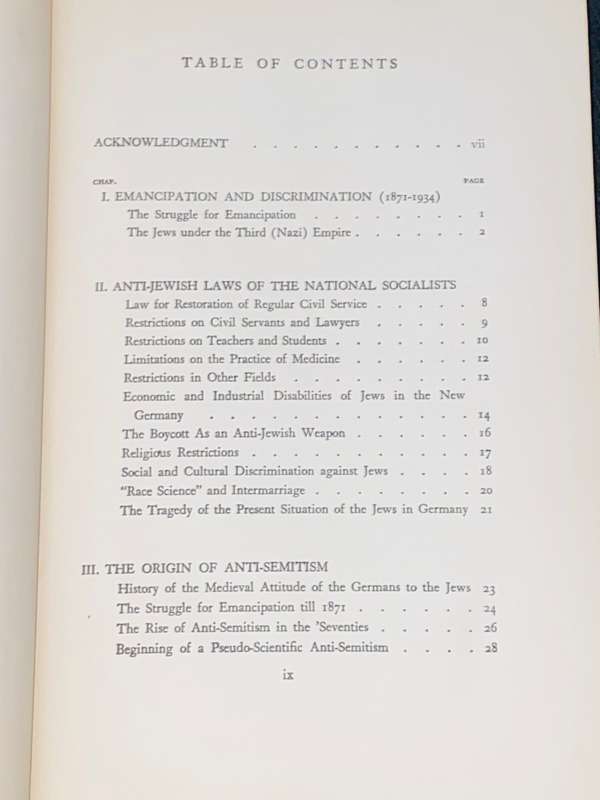 TABLE OF CONTENTS
ACKNOWLEDGMENT . . . . . . . . . . . vii
CHAP. PAGE
I. EMANCIPATION AND DISCRIMINATION (1871-1934)
The Struggle for Emancipation . . . . . . . . 1
The Jews under the Third (Nazi) Empire . . . . . . 2
II. ANTI-JEWISH LAWS OF THE NATIONAL SOCIALISTS
Law for Restoration of Regular Civil Service . . . . . 8
Restrictions on Civil Servants and Lawyers . . . . . 9
Restrictions on Teachers and Students . . . . . . . 10
Limitations on the Practice of Medicine . . . . . . 12
Restrictions in Other Fields . . . . . . . . 12
Economic and Industrial Disabilities of Jews in the New
Germany . . . . . . . . . . . . . 14
The Boycott As an Anti-Jewish Weapon . . . . . . 16
Religious Restrictions . . . . . . . . . . 17
Social and Cultural Discrimination against Jews . . . . 18
"Race Science" and Intermarriage . . . . . . . . 20
The Tragedy of the Present Situation of the Jews in Germany 21
III. THE ORIGIN OF ANTI-SEMITISM
History of the Medieval Attitude of the Germans to the Jews 23
The Struggle for Emancipation till 1871 . . . . . . 24
The Rise of Anti-Semitism in the 'Seventies . . . . . 26
Beginning of a Pseudo-Scientific Anti-Semitism . . . . 28
ix